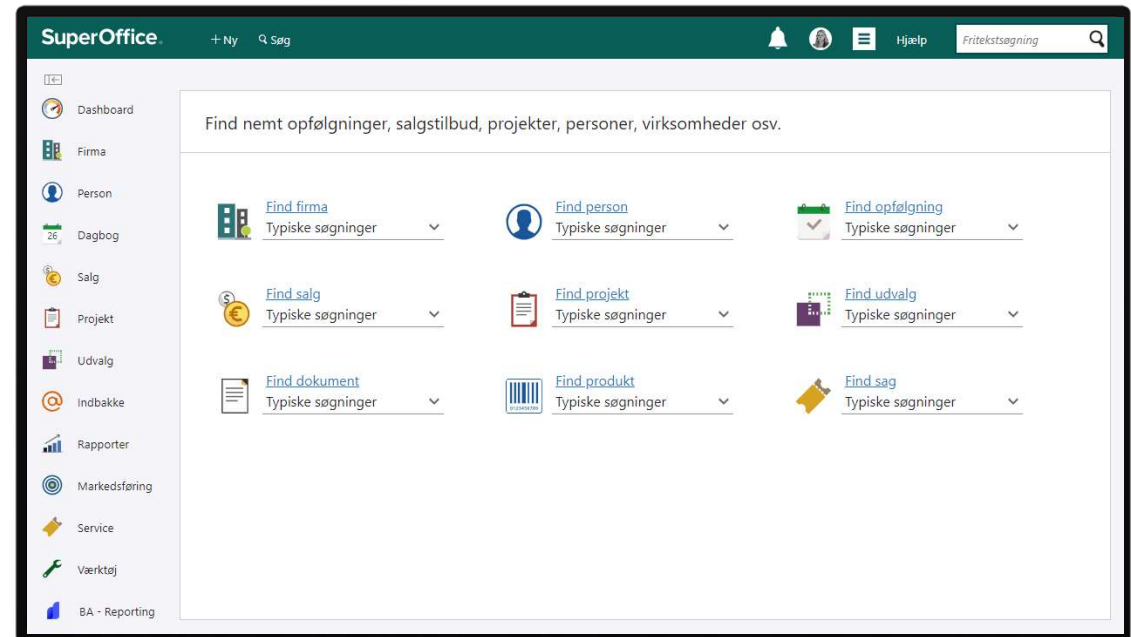 SuperOffice.
+ Ny
Søg
Hjælp
Fritekstsøgning
Dashboard
Firma
Person
26
Dagbog
Salg
Projekt
Udvalg
Indbakke
Rapporter
Markedsføring
Service
Værktøj
BA - Reporting
Find nemt opfølgninger, salgstilbud, projekter, personer, virksomheder osv.
Find firma
Typiske søgninger
Find person
Typiske søgninger
Find opfølgning
Typiske søgninger
Find salg
Typiske søgninger
Find projekt
Typiske søgninger
Find udvalg
Typiske søgninger
Find dokument
Typiske søgninger
Find produkt
Typiske søgninger
Find sag
Typiske søgninger